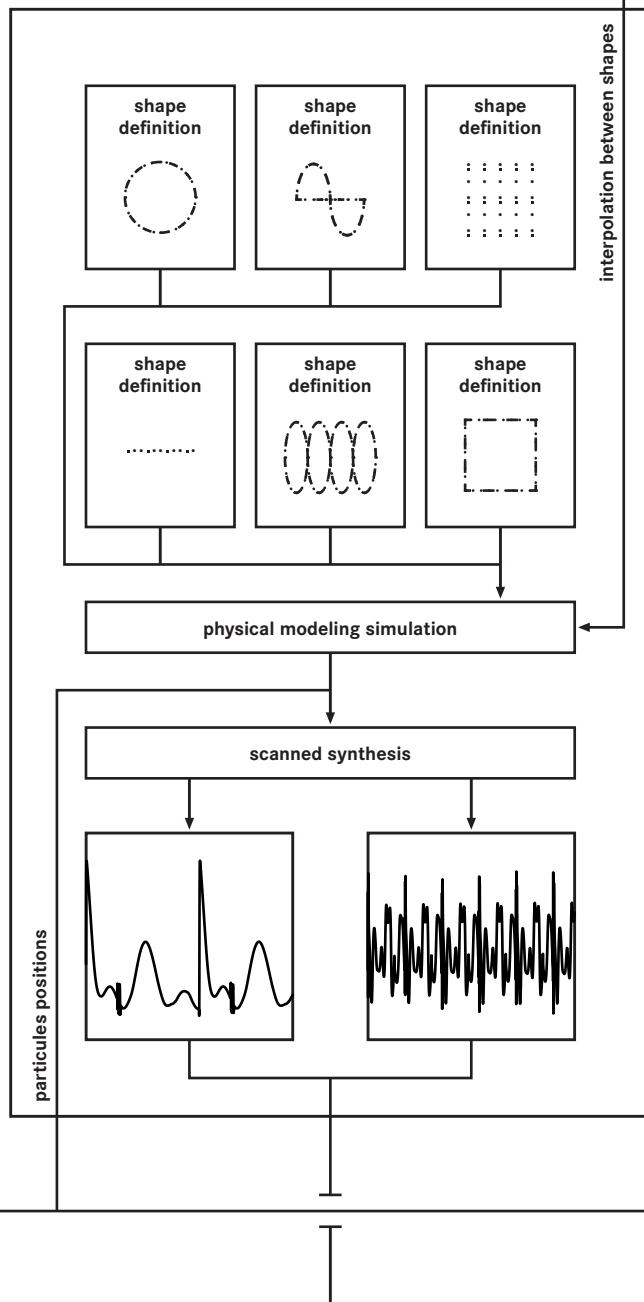 interpolation between shapes
shape
definition
shape
definition
shape
definition
shape
definition
shape
definition
shape
definition
physical modeling simulation
scanned synthesis
particules positions